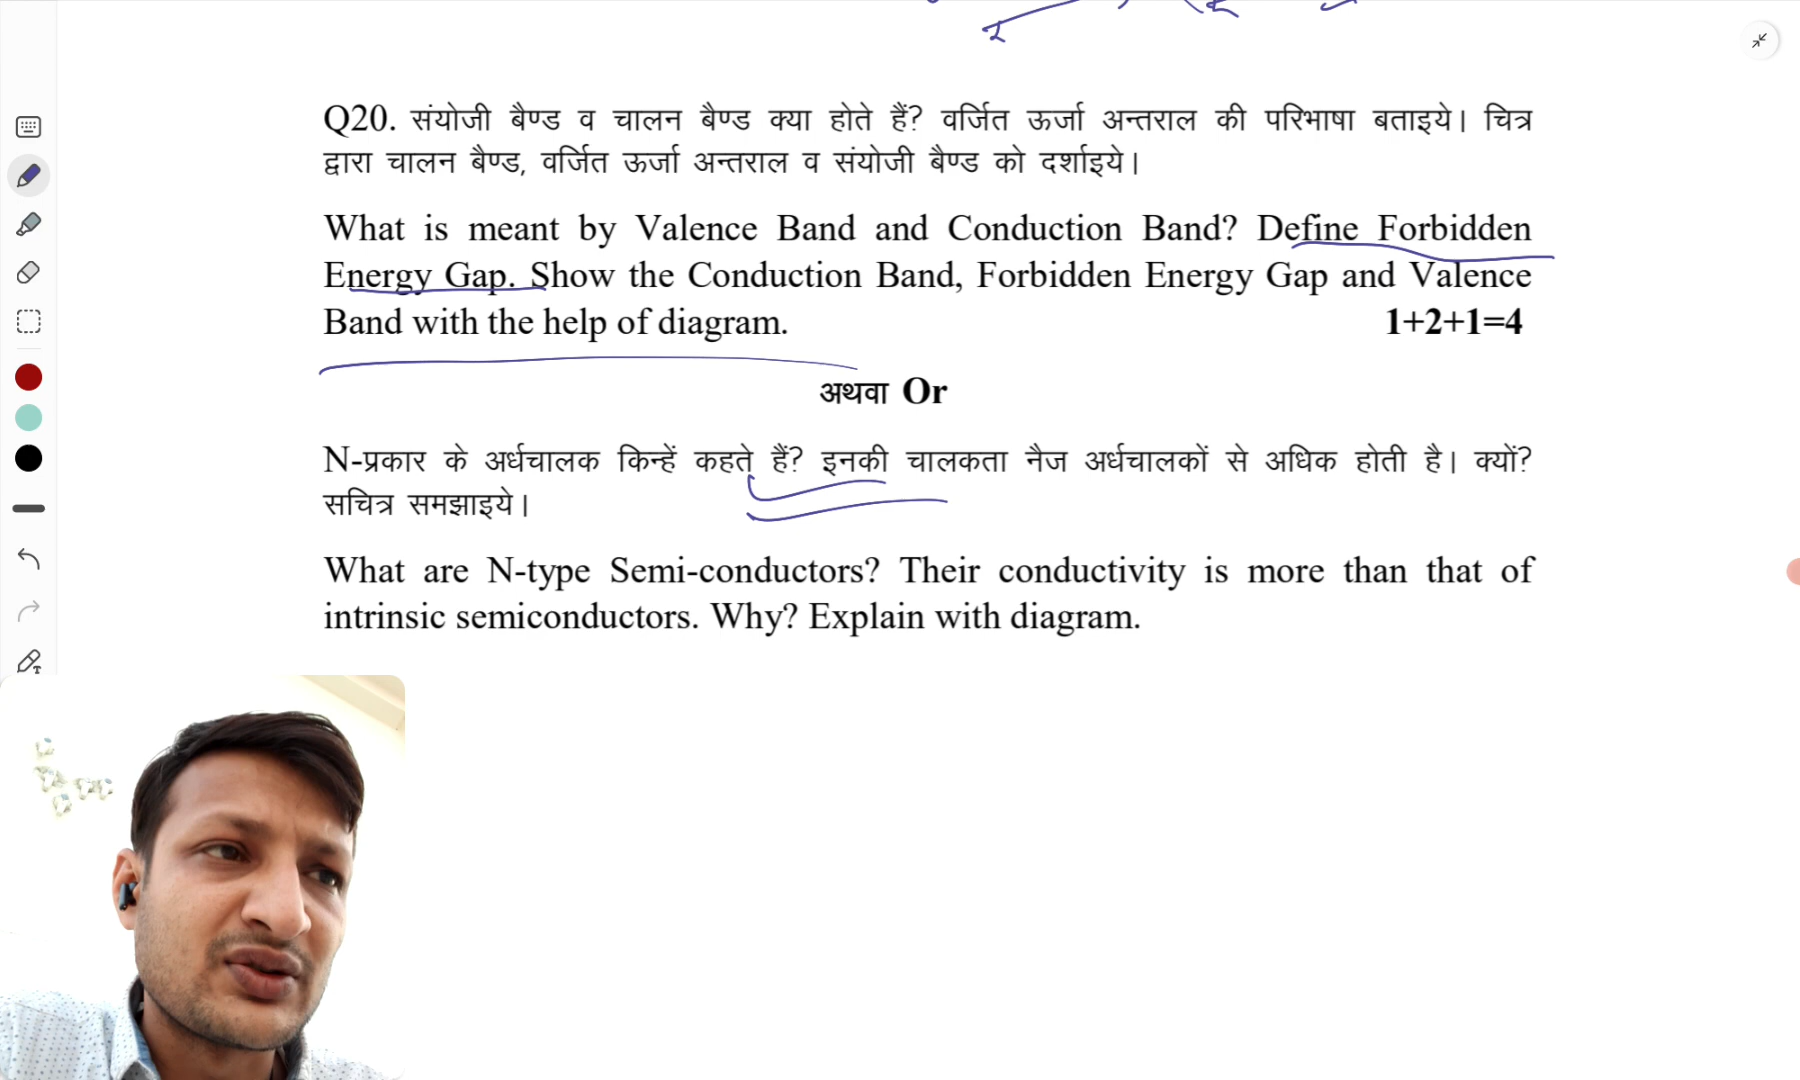 Q20. संयोजी बैण्ड व चालन बैण्ड क्या होते हैं? वर्जित ऊर्जा अन्तराल की परिभाषा बताइये। चित्र
द्वारा चालन बैण्ड, वर्जित ऊर्जा अन्तराल व संयोजी बैण्ड को दर्शाइये।
What is meant by Valence Band and Conduction Band? Define Forbidden
Energy Gap. Show the Conduction Band, Forbidden Energy Gap and Valence
Band with the help of diagram. 1+2+1=4
अथवा Or
N-प्रकार के अर्धचालक किन्हें कहते हैं? इनकी चालकता नैज अर्धचालकों से अधिक होती है। क्यों?
सचित्र समझाइये।
What are N-type Semi-conductors? Their conductivity is more than that of
intrinsic semiconductors. Why? Explain with diagram.